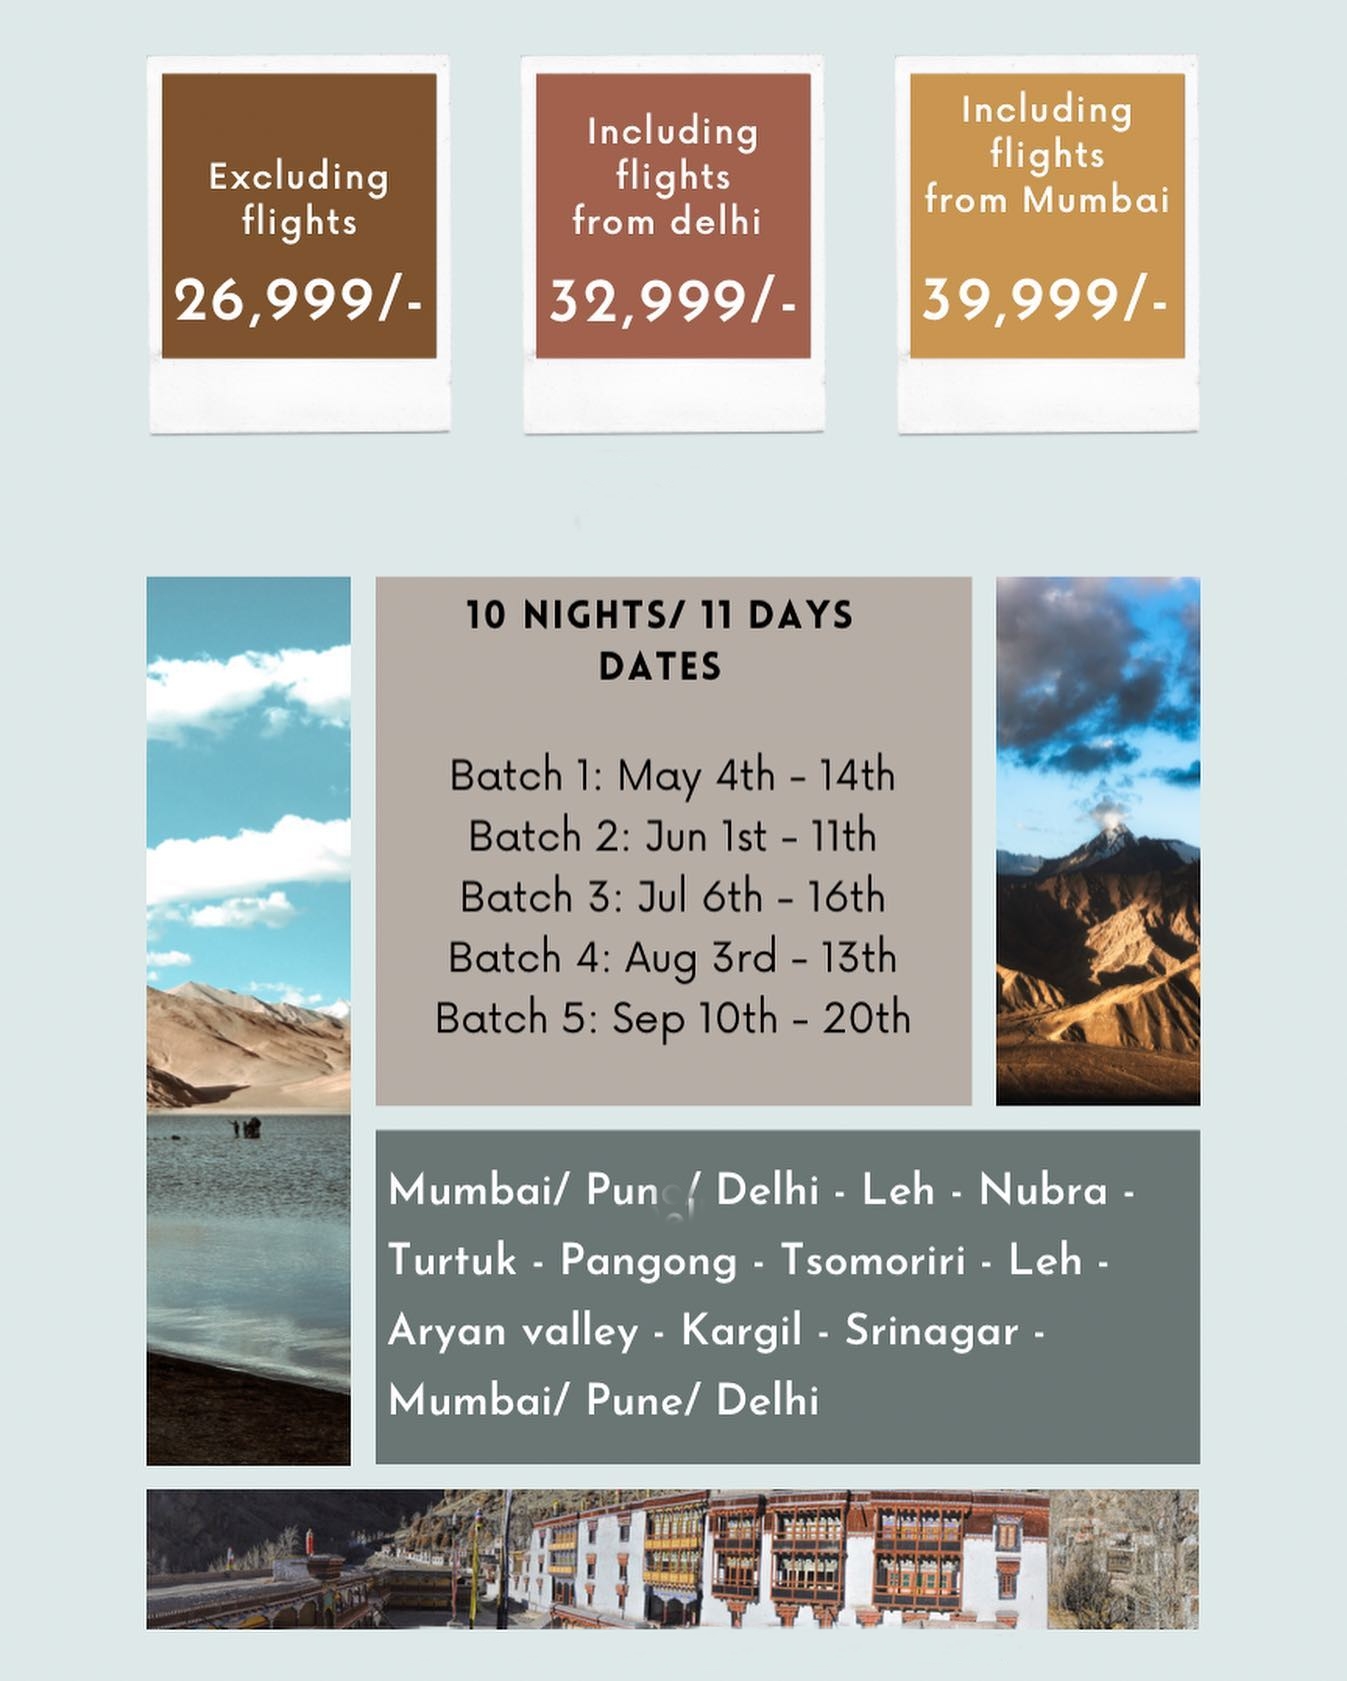 Excluding
flights
26,999/-
Including
flights
from delhi
32,999/-
Including
flights
from Mumbai
39,999/-
10 NIGHTS/ 11 DAYS
DATES
Batch 1: May 4th - 14th
Batch 2: Jun 1st - 11th
Batch 3: Jul 6th - 16th
Batch 4: Aug 3rd - 13th
Batch 5: Sep 10th - 20th
Mumbai/ / Delhi - Leh - Nubra -
Turtuk - Pangong - Tsomoriri - Leh -
Aryan valley - Kargil - Srinagar -
Mumbai/ Pune/ Delhi